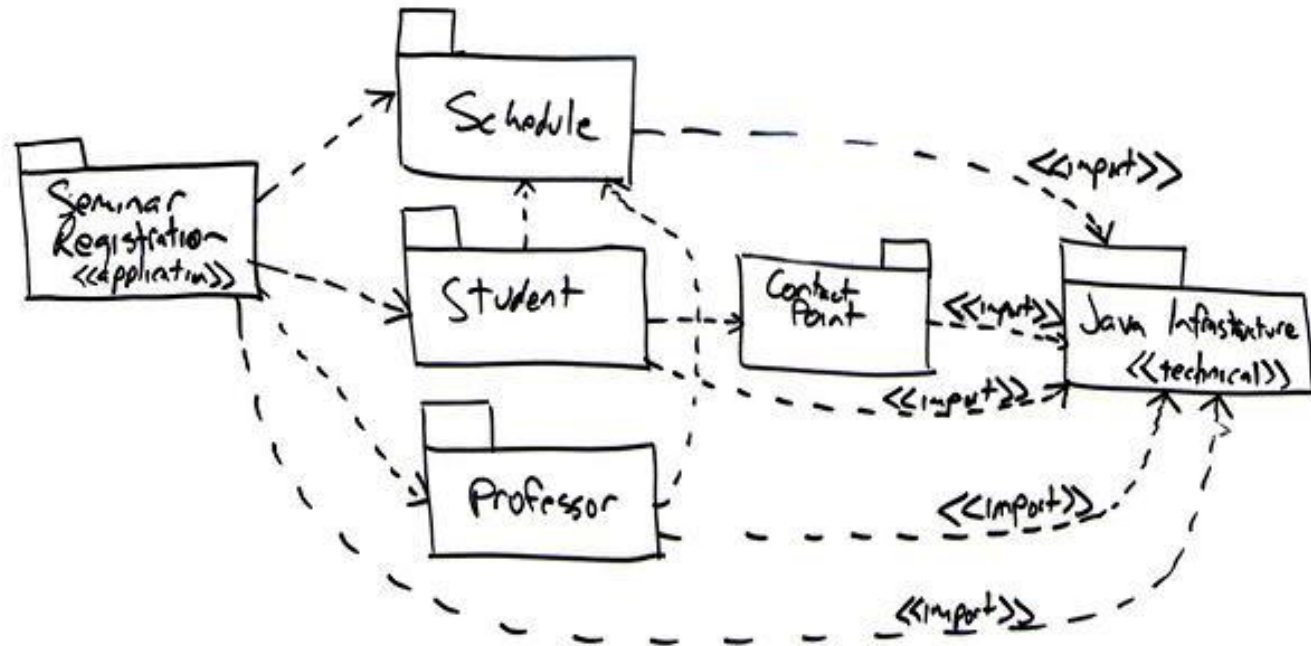 Schedule
<<import>>
Seminar
Registration
<<application>>
Student
Contact
Point
<<import>>
Java Infrastructure
<<technical>>
<<import>>
Professor
<<import>>
<<import>>